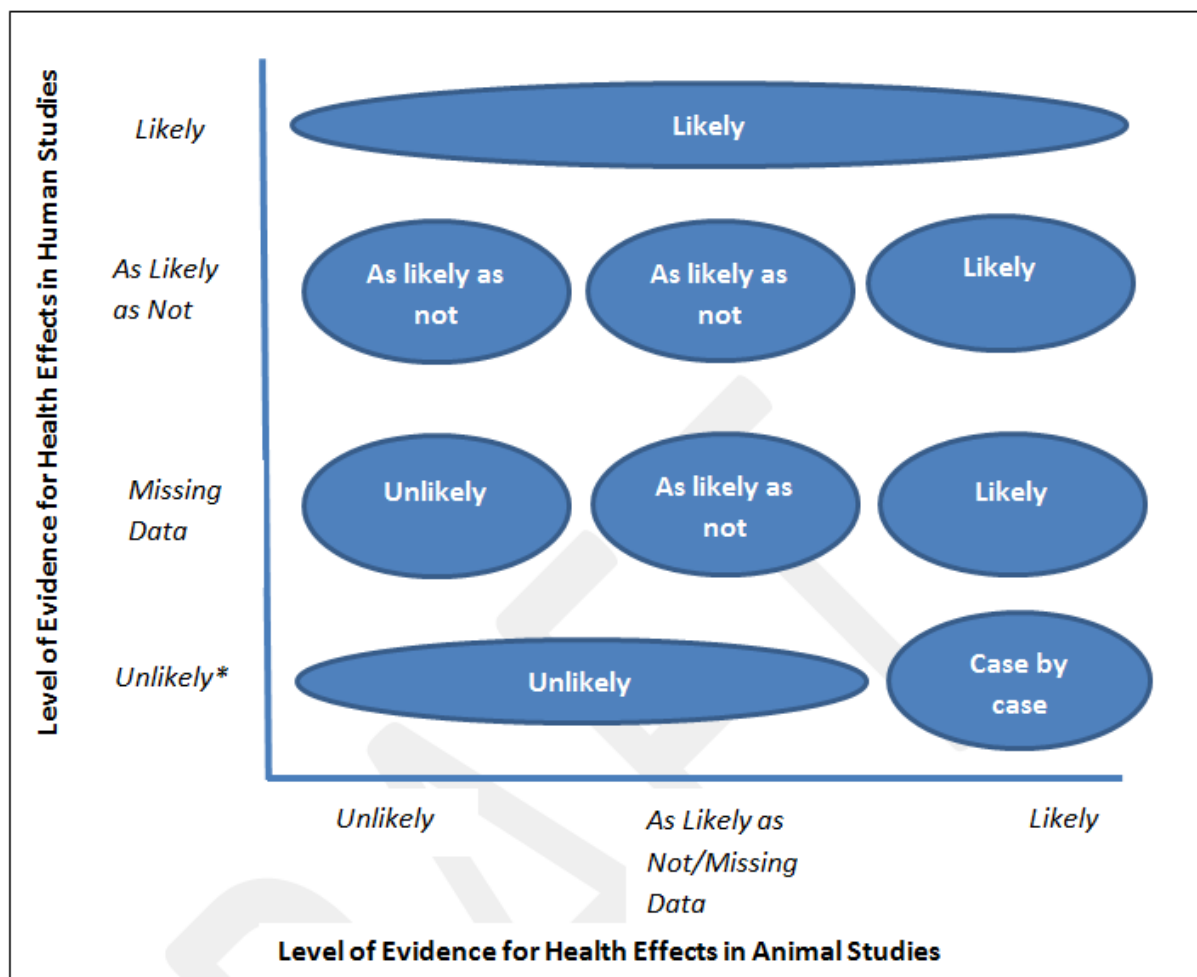 Level of Evidence for Health Effects in Human Studies
Likely
Likely
As Likely
as Not
As likely as
not
As likely as
not
Likely
Missing
Data
Unlikely
As likely as
not
Likely
Unlikely*
Unlikely
Case by
case
Unlikely
As Likely as
Not/Missing
Data
Likely
Level of Evidence for Health Effects in Animal Studies